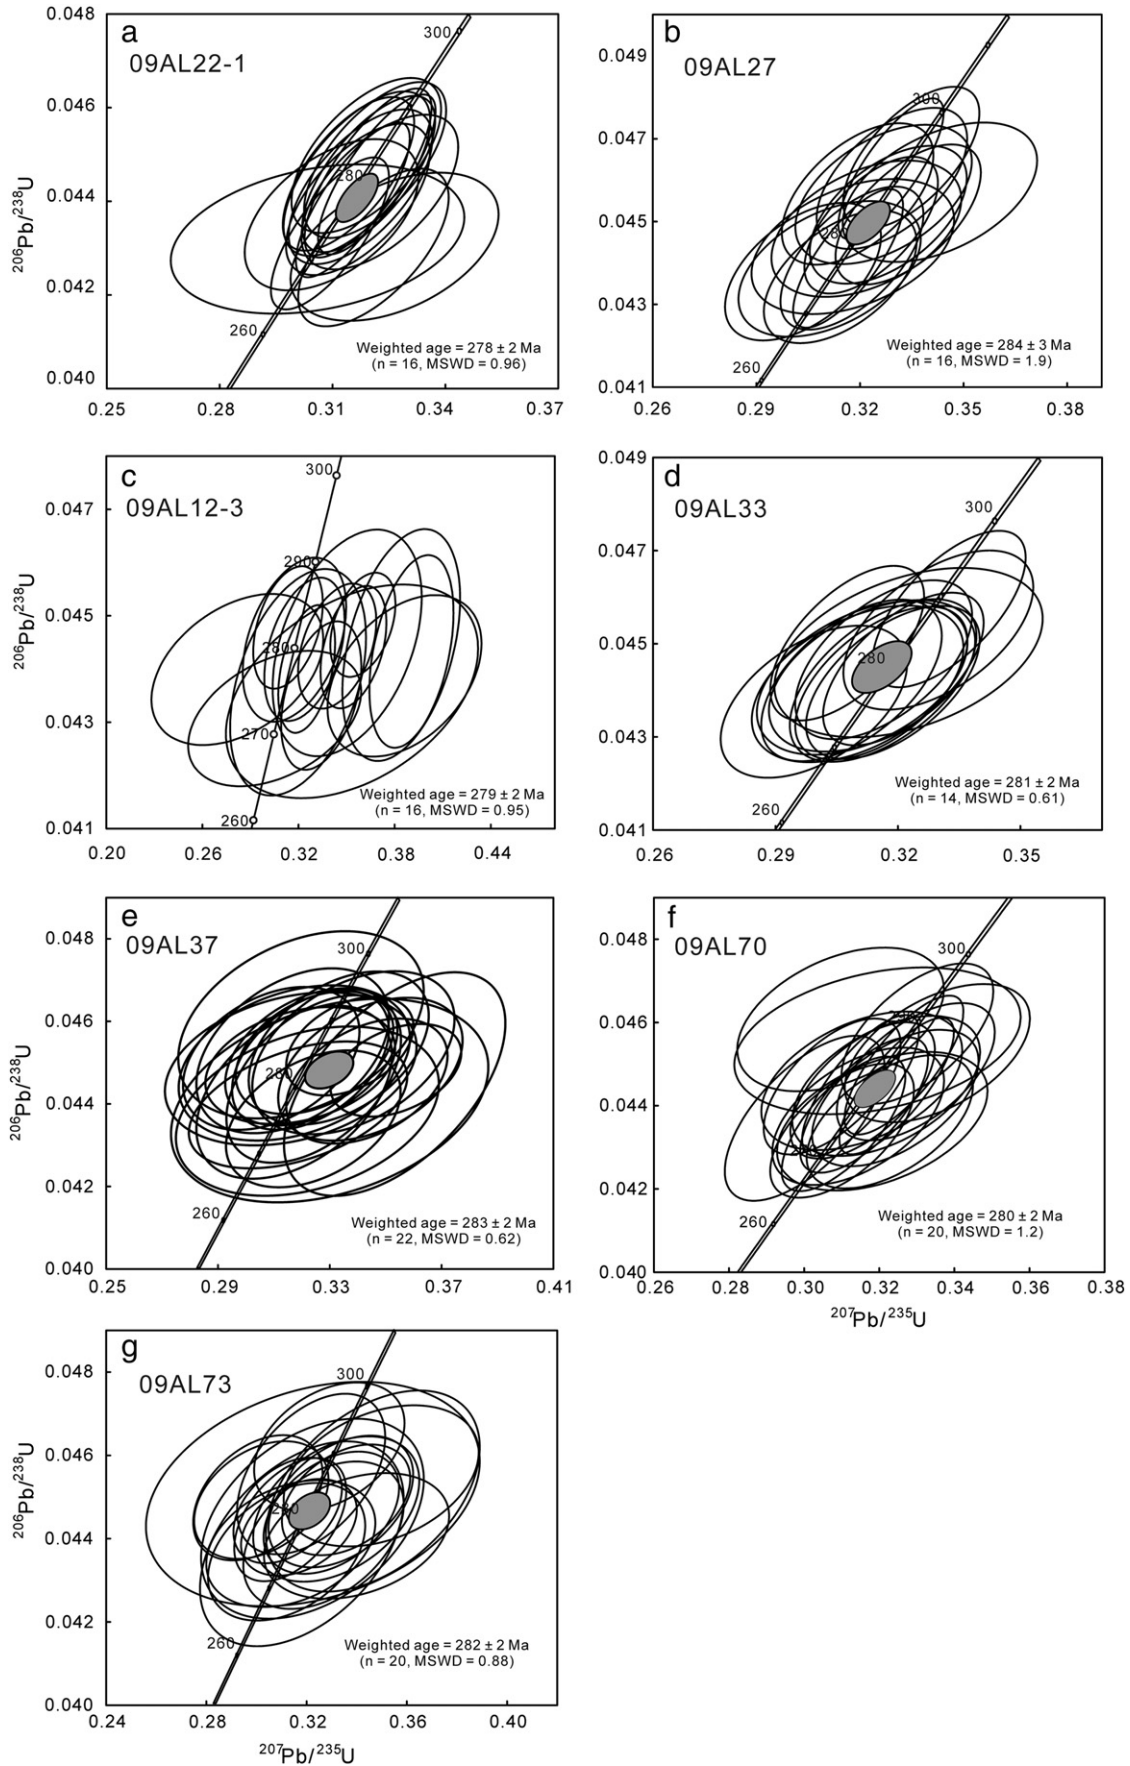 a
09AL22-1
0.048
0.046
0.044
0.042
0.040
²⁰⁶Pb/²³⁸U
300
280
260
Weighted age = 278 ± 2 Ma
(n = 16, MSWD = 0.96)
0.25
0.28
0.31
0.34
0.37
b
09AL27
0.049
0.047
0.045
0.043
0.041
300
260
Weighted age = 284 ± 3 Ma
(n = 16, MSWD = 1.9)
0.26
0.29
0.32
0.35
0.38
c
09AL12-3
0.047
0.045
0.043
0.041
²⁰⁶Pb/²³⁸U
300
290
280
270
260
Weighted age = 279 ± 2 Ma
(n = 16, MSWD = 0.95)
0.20
0.26
0.32
0.38
0.44
d
09AL33
0.049
0.047
0.045
0.043
0.041
300
280
260
Weighted age = 281 ± 2 Ma
(n = 14, MSWD = 0.61)
0.26
0.29
0.32
0.35
e
09AL37
0.048
0.046
0.044
0.042
0.040
²⁰⁶Pb/²³⁸U
300
280
260
Weighted age = 283 ± 2 Ma
(n = 22, MSWD = 0.62)
0.25
0.29
0.33
0.37
0.41
f
09AL70
0.048
0.046
0.044
0.042
0.040
300
260
Weighted age = 280 ± 2 Ma
(n = 20, MSWD = 1.2)
0.28
0.30
0.32
0.34
0.36
0.38
²⁰⁷Pb/²³⁵U
g
09AL73
0.048
0.046
0.044
0.042
0.040
²⁰⁶Pb/²³⁸U
300
260
Weighted age = 282 ± 2 Ma
(n = 20, MSWD = 0.88)
0.24
0.28
0.32
0.36
0.40
²⁰⁷Pb/²³⁵U